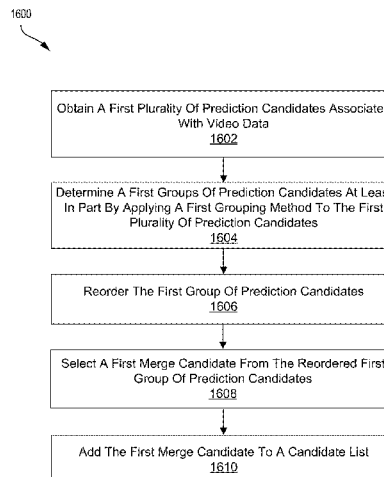 1600
Obtain A First Plurality Of Prediction Candidates Associate
With Video Data
1602
Determine A First Groups Of Prediction Candidates At Leas
In Part By Applying A First Grouping Method To The First
Plurality Of Prediction Candidates
1604
Reorder The First Group Of Prediction Candidates
1606
Select A First Merge Candidate From The Reordered First
Group Of Prediction Candidates
1608
Add The First Merge Candidate To A Candidate List
1610